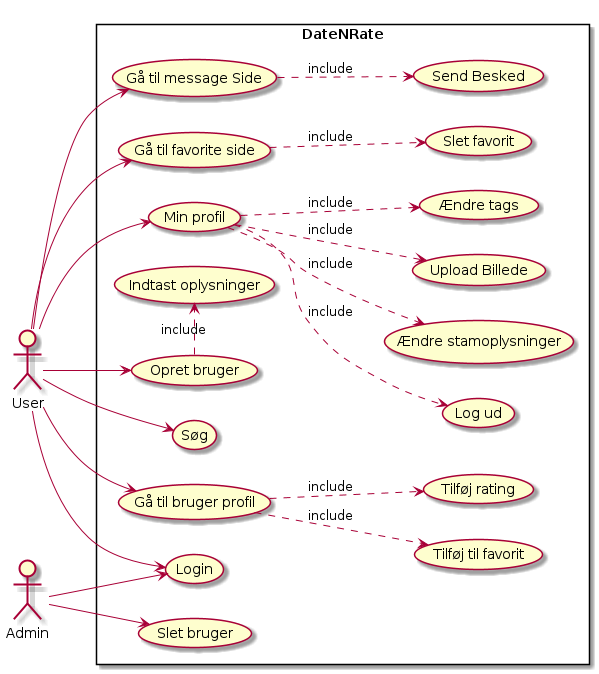 DateNRate
Gå til message Side
include
Send Besked
Gå til favorite side
include
Slet favorit
Min profil
include
Ændre tags
include
Upload Billede
include
Ændre stamoplysninger
include
Log ud
Indtast oplysninger
include
Opret bruger
User
Søg
Gå til bruger profil
include
Tilføj rating
include
Tilføj til favorit
Login
Admin
Slet bruger